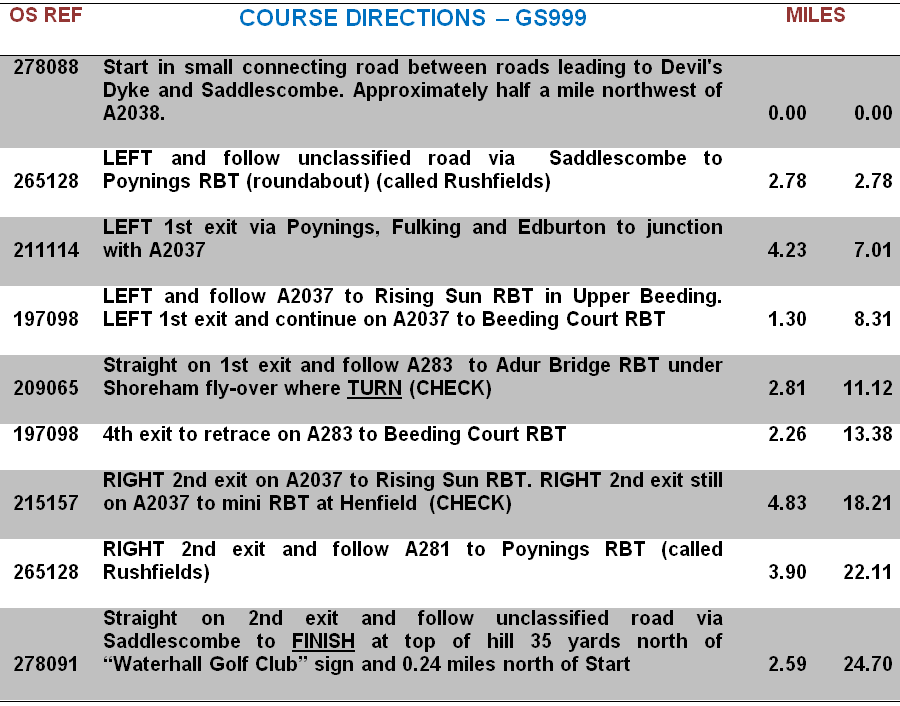 OS REF COURSE DIRECTIONS – GS999 MILES
278088 Start in small connecting road between roads leading to Devil's
Dyke and Saddlescombe. Approximately half a mile northwest of
A2038. 0.00 0.00
LEFT and follow unclassified road via Saddlescombe to
265128 Poynings RBT (roundabout) (called Rushfields) 2.78 2.78
LEFT 1st exit via Poynings, Fulking and Edburton to junction
211114 with A2037 4.23 7.01
LEFT and follow A2037 to Rising Sun RBT in Upper Beeding.
197098 LEFT 1st exit and continue on A2037 to Beeding Court RBT 1.30 8.31
Straight on 1st exit and follow A283 to Adur Bridge RBT under
209065 Shoreham fly-over where TURN (CHECK) 2.81 11.12
197098 4th exit to retrace on A283 to Beeding Court RBT 2.26 13.38
RIGHT 2nd exit on A2037 to Rising Sun RBT. RIGHT 2nd exit still
215157 on A2037 to mini RBT at Henfield (CHECK) 4.83 18.21
RIGHT 2nd exit and follow A281 to Poynings RBT (called
265128 Rushfields) 3.90 22.11
Straight on 2nd exit and follow unclassified road via
Saddlescombe to FINISH at top of hill 35 yards north of
278091 “Waterhall Golf Club” sign and 0.24 miles north of Start 2.59 24.70